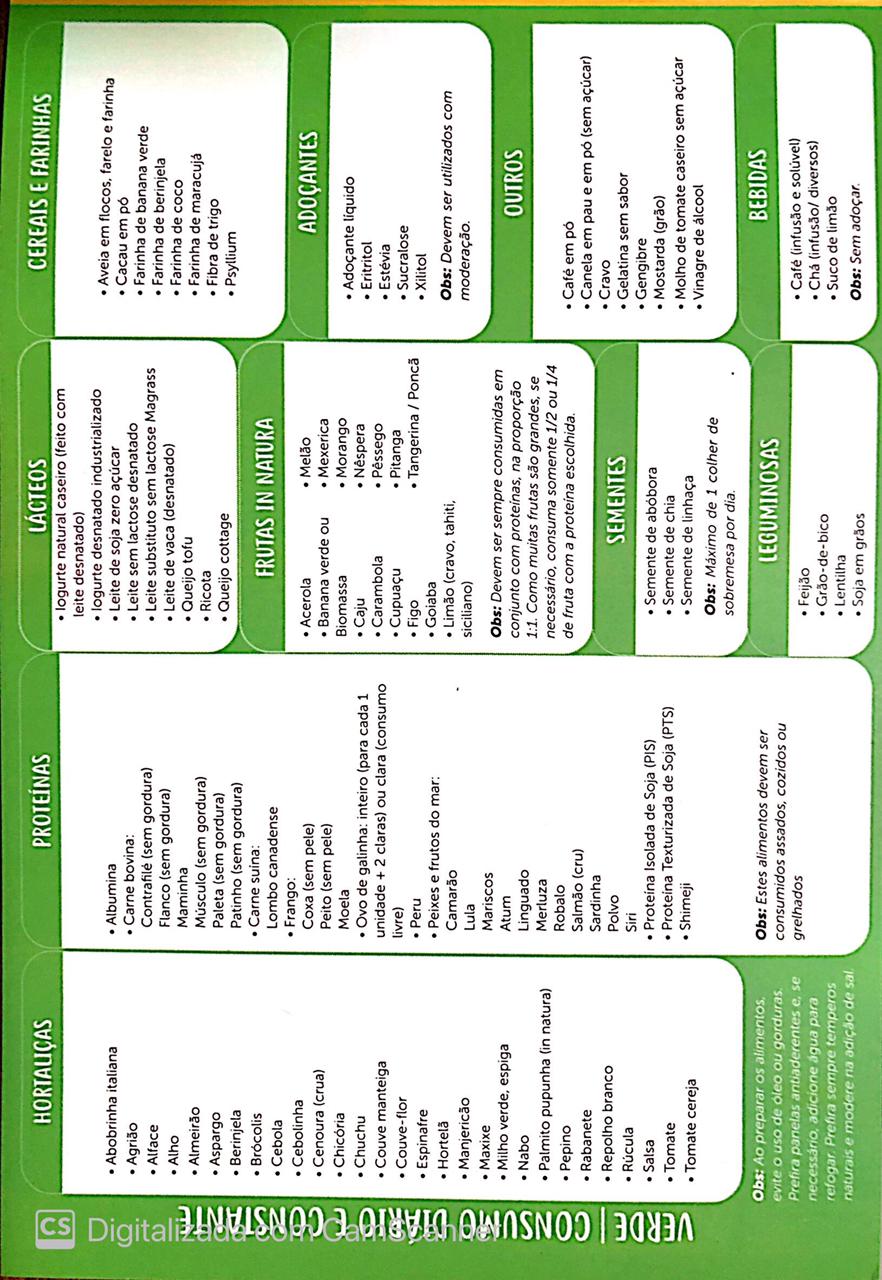 VERDE | CONSUMO DIÁRIO E CONSTANTE
HORTALIÇAS
• Abobrinha italiana
• Agrião
• Alface
• Alho
• Almeirão
• Aspargo
• Berinjela
• Brócolis
• Cebola
• Cebolinha
• Cenoura (crua)
• Chicória
• Chuchu
• Couve manteiga
• Couve-flor
• Espinafre
• Hortelã
• Manjericão
• Maxixe
• Milho verde, espiga
• Nabo
• Palmito pupunha (in natura)
• Pepino
• Rabanete
• Repolho branco
• Rúcula
• Salsa
• Tomate
• Tomate cereja
Obs: Ao preparar os alimentos,
evite o uso de óleo ou gorduras.
Prefira panelas antiaderentes e, se
necessário, adicione água para
refogar. Prefira sempre temperos
naturais e modere na adição de sal.
PROTEÍNAS
• Albumina
• Carne bovina:
Contrafilé (sem gordura)
Flanco (sem gordura)
Maminha
Músculo (sem gordura)
Paleta (sem gordura)
Patinho (sem gordura)
• Carne suína:
Lombo canadense
• Frango:
Coxa (sem pele)
Peito (sem pele)
Moela
• Ovo de galinha: inteiro (para cada 1
unidade + 2 claras) ou clara (consumo
livre)
• Peru
• Peixes e frutos do mar:
Camarão
Lula
Mariscos
Atum
Linguado
Merluza
Robalo
Salmão (cru)
Sardinha
Polvo
Siri
• Proteína Isolada de Soja (PIS)
• Proteína Texturizada de Soja (PTS)
• Shimeji
Obs: Estes alimentos devem ser
consumidos assados, cozidos ou
grelhados
LÁCTEOS
• Iogurte natural caseiro (feito com
leite desnatado)
• Iogurte desnatado industrializado
• Leite de soja zero açúcar
• Leite sem lactose desnatado
• Leite substituto sem lactose Magrass
• Leite de vaca (desnatado)
• Queijo tofu
• Ricota
• Queijo cottage
FRUTAS IN NATURA
• Acerola
• Banana verde ou
Biomassa
• Caju
• Carambola
• Cupuaçu
• Figo
• Goiaba
• Limão (cravo, tahiti,
siciliano)
• Melão
• Mexerica
• Morango
• Nêspera
• Pêssego
• Pitanga
• Tangerina / Poncã
Obs: Devem ser sempre consumidas em
conjunto com proteínas, na proporção
1:1. Como muitas frutas são grandes, se
necessário, consuma somente 1/2 ou 1/4
de fruta com a proteína escolhida.
SEMENTES
• Semente de abóbora
• Semente de chia
• Semente de linhaça
Obs: Máximo de 1 colher de
sobremesa por dia.
LEGUMINOSAS
• Feijão
• Grão-de-bico
• Lentilha
• Soja em grãos
CEREAIS E FARINHAS
• Aveia em flocos, farelo e farinha
• Cacau em pó
• Farinha de banana verde
• Farinha de berinjela
• Farinha de coco
• Farinha de maracujá
• Fibra de trigo
• Psyllium
ADOÇANTES
• Adoçante líquido
• Eritritol
• Estévia
• Sucralose
• Xilitol
Obs: Devem ser utilizados com
moderação.
OUTROS
• Café em pó
• Canela em pau e em pó (sem açúcar)
• Cravo
• Gelatina sem sabor
• Gengibre
• Mostarda (grão)
• Molho de tomate caseiro sem açúcar
• Vinagre de álcool
BEBIDAS
• Café (infusão e solúvel)
• Chá (infusão/ diversos)
• Suco de limão
Obs: Sem adoçar.
CS Digitalizada com CamScanner